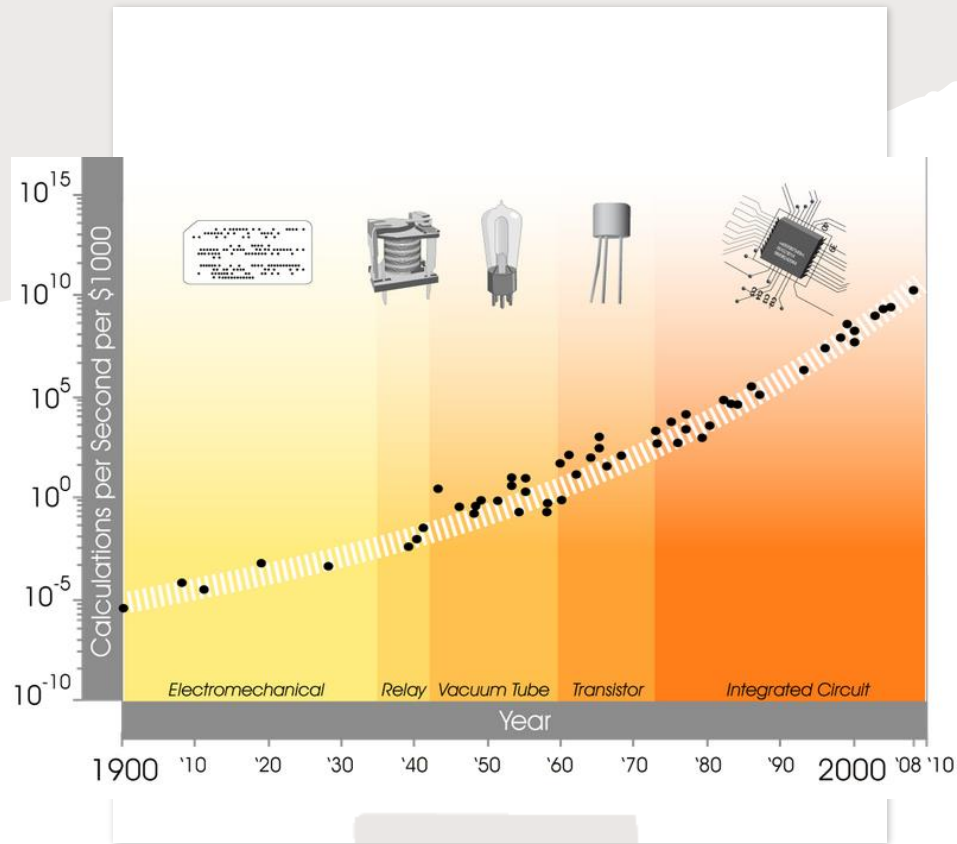 10^15
10^10
10^5
10^0
10^-5
10^-10
Calculations per Second per $1000
Electromechanical Relay Vacuum Tube Transistor Integrated Circuit
Year
1900 '10 '20 '30 '40 '50 '60 '70 '80 '90 2000 '08 '10